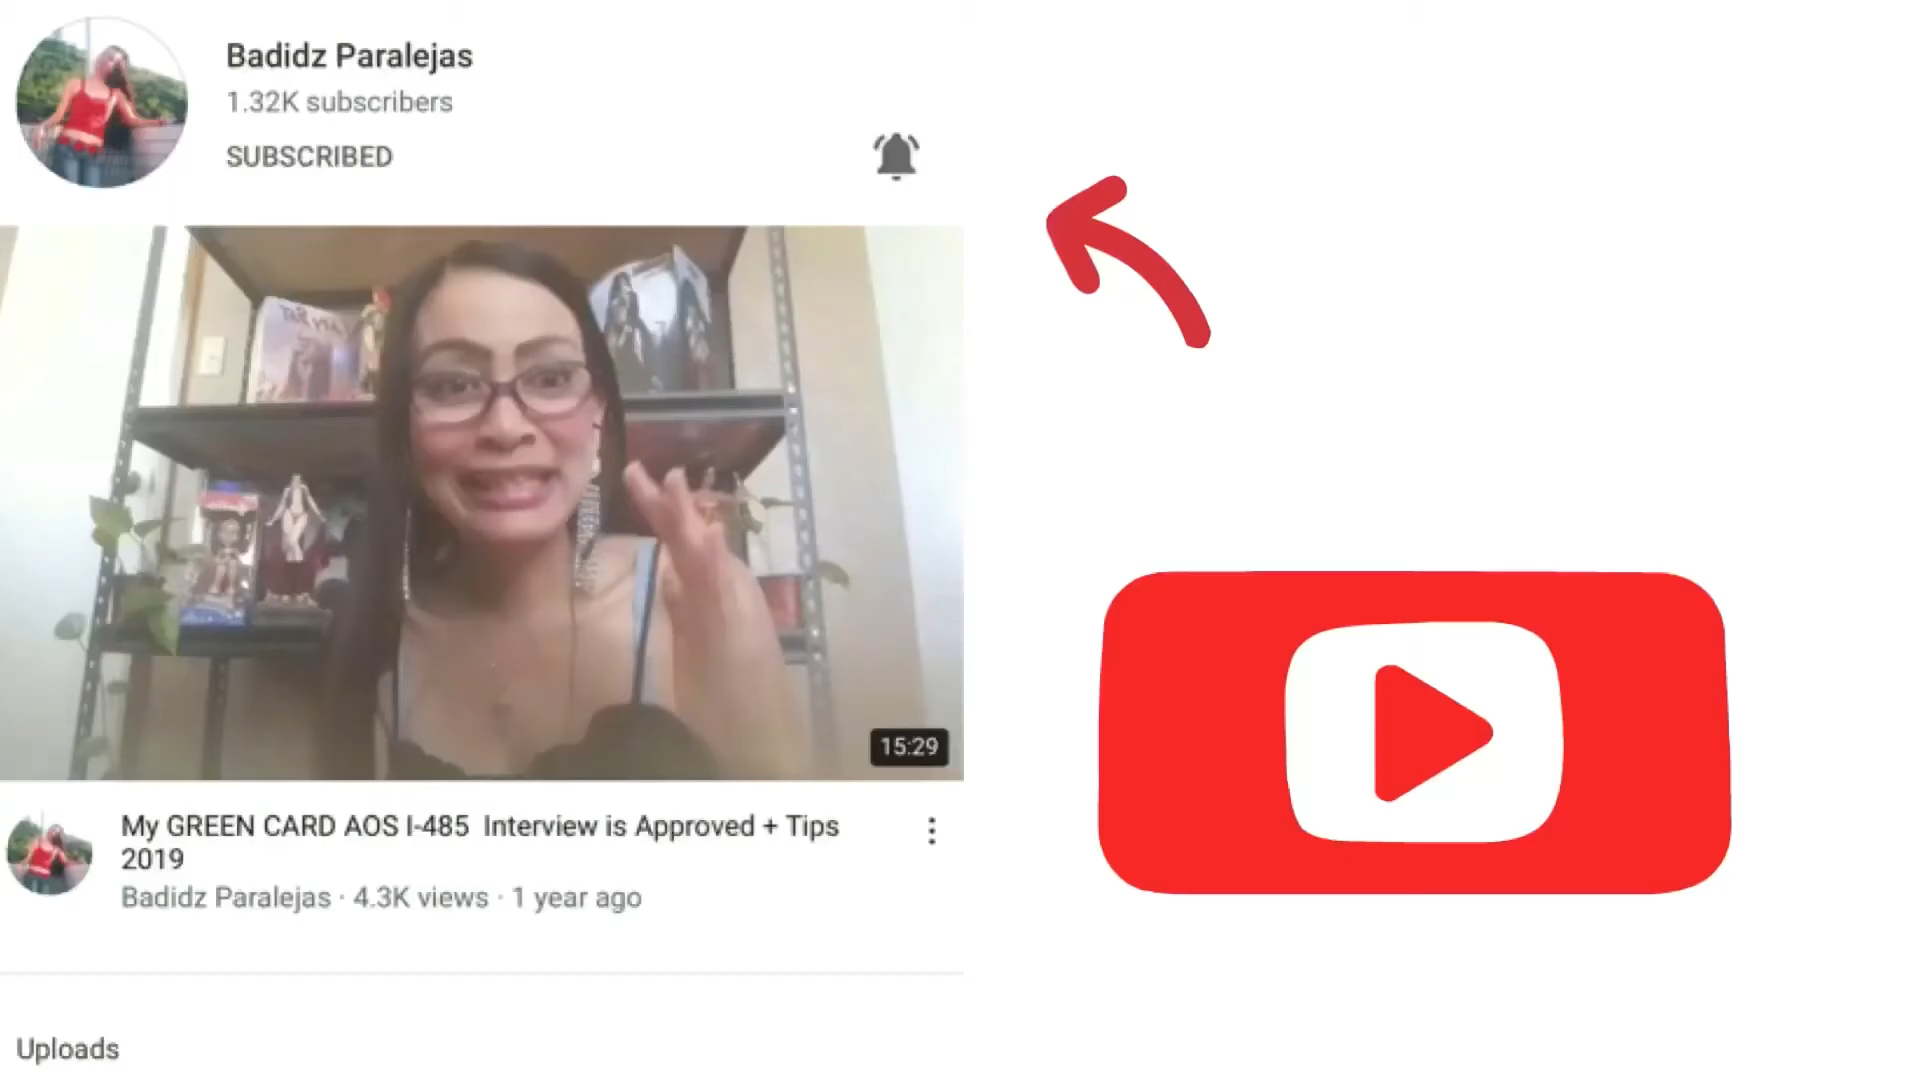 Badidz Paralejas
1.32K subscribers
SUBSCRIBED
15:29
My GREEN CARD AOS I-485 Interview is Approved + Tips
2019
Badidz Paralejas · 4.3K views · 1 year ago
Uploads